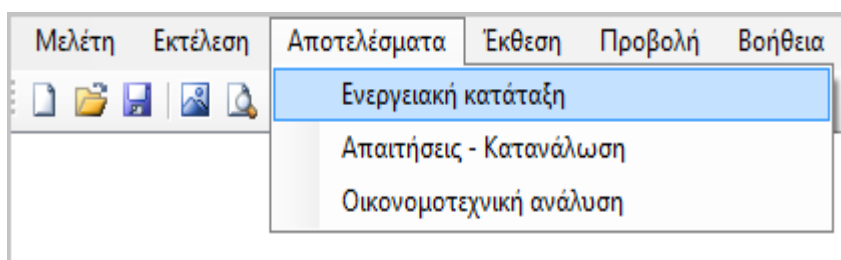 Μελέτη Εκτέλεση Αποτελέσματα Έκθεση Προβολή Βοήθεια
Ενεργειακή κατάταξη
Απαιτήσεις - Κατανάλωση
Οικονομοτεχνική ανάλυση